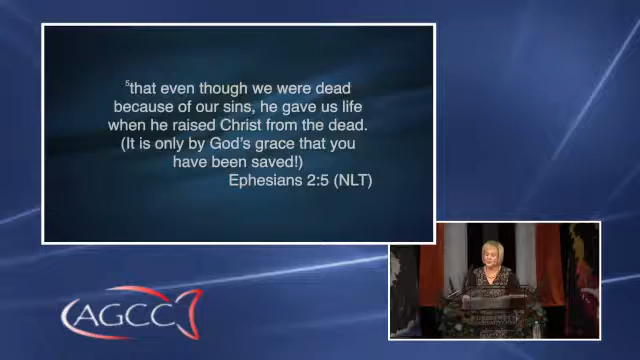 5that even though we were dead
because of our sins, he gave us life
when he raised Christ from the dead.
(It is only by God's grace that you
have been saved!)
Ephesians 2:5 (NLT)
AGCC